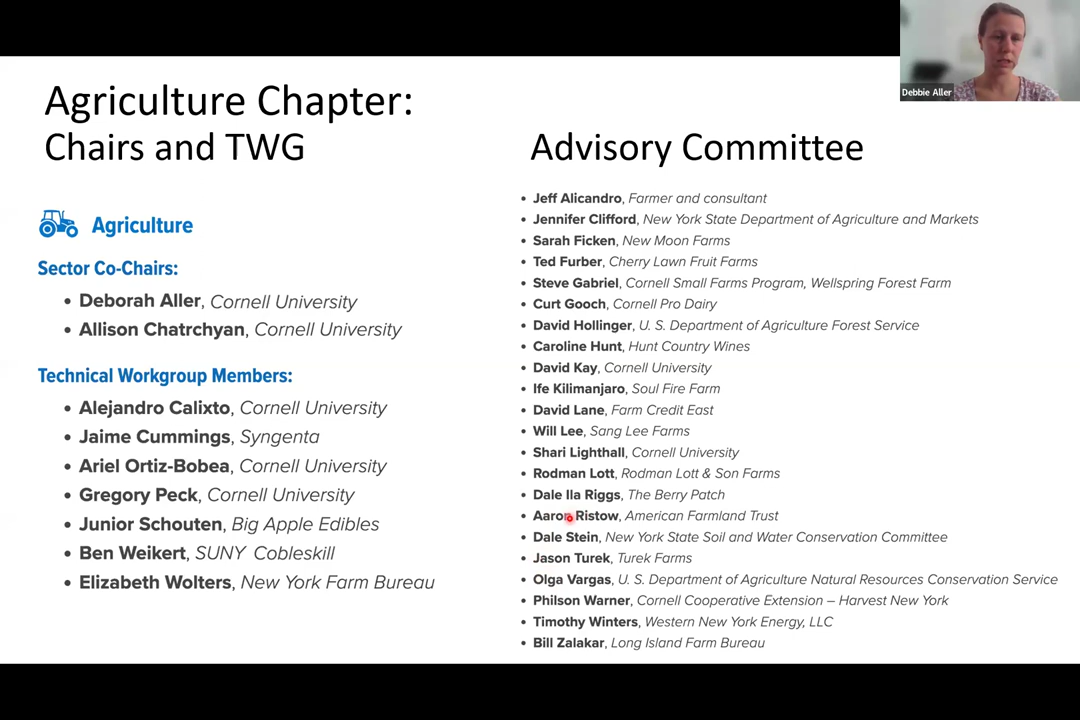 Debbie Aller
Agriculture Chapter:
Chairs and TWG
Agriculture
Sector Co-Chairs:
• Deborah Aller, Cornell University
• Allison Chatrchyan, Cornell University
Technical Workgroup Members:
• Alejandro Calixto, Cornell University
• Jaime Cummings, Syngenta
• Ariel Ortiz-Bobea, Cornell University
• Gregory Peck, Cornell University
• Junior Schouten, Big Apple Edibles
• Ben Weikert, SUNY Cobleskill
• Elizabeth Wolters, New York Farm Bureau
Advisory Committee
• Jeff Alicandro, Farmer and consultant
• Jennifer Clifford, New York State Department of Agriculture and Markets
• Sarah Ficken, New Moon Farms
• Ted Furber, Cherry Lawn Fruit Farms
• Steve Gabriel, Cornell Small Farms Program, Wellspring Forest Farm
• Curt Gooch, Cornell Pro Dairy
• David Hollinger, U. S. Department of Agriculture Forest Service
• Caroline Hunt, Hunt Country Wines
• David Kay, Cornell University
• Ife Kilimanjaro, Soul Fire Farm
• David Lane, Farm Credit East
• Will Lee, Sang Lee Farms
• Shari Lighthall, Cornell University
• Rodman Lott, Rodman Lott & Son Farms
• Dale Ila Riggs, The Berry Patch
• Aaron Ristow, American Farmland Trust
• Dale Stein, New York State Soil and Water Conservation Committee
• Jason Turek, Turek Farms
• Olga Vargas, U. S. Department of Agriculture Natural Resources Conservation Service
• Philson Warner, Cornell Cooperative Extension – Harvest New York
• Timothy Winters, Western New York Energy, LLC
• Bill Zalakar, Long Island Farm Bureau